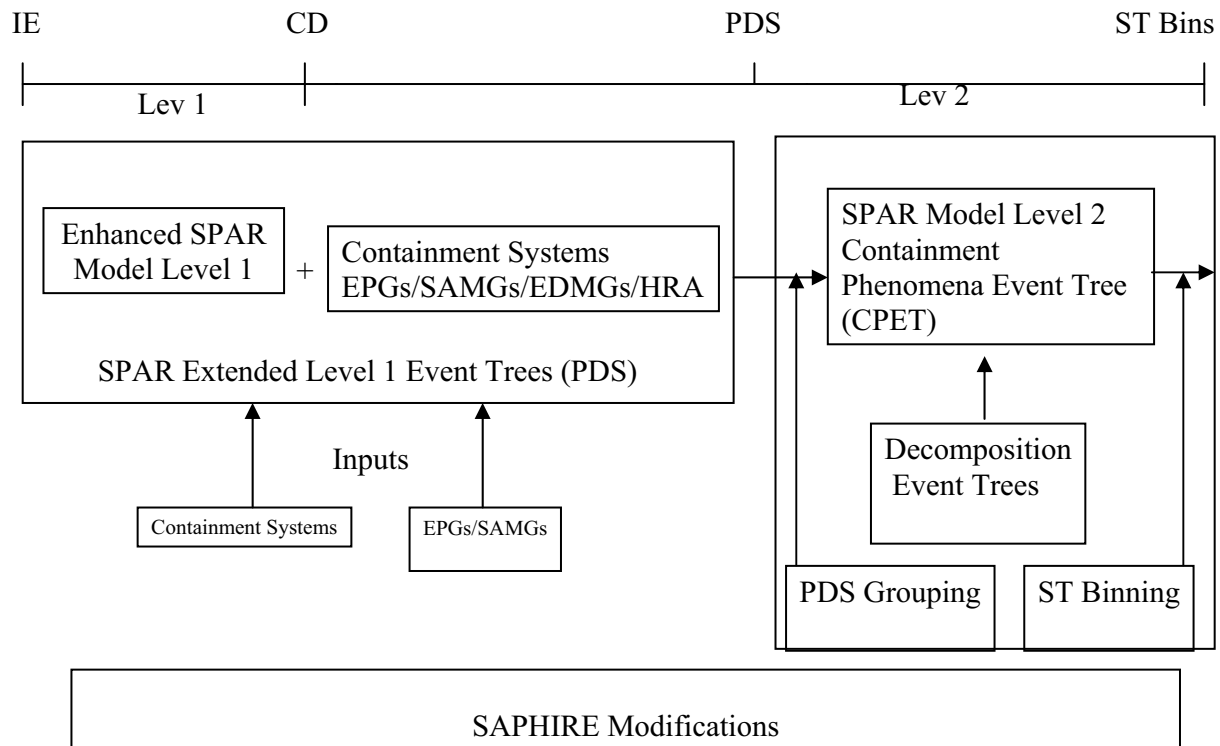 IE CD PDS ST Bins
Lev 1 Lev 2
Enhanced SPAR
Model Level 1
+
Containment Systems
EPGs/SAMGs/EDMGs/HRA
SPAR Extended Level 1 Event Trees (PDS)
SPAR Model Level 2
Containment
Phenomena Event Tree
(CPET)
Inputs
Containment Systems
EPGs/SAMGs
Decomposition
Event Trees
PDS Grouping
ST Binning
SAPHIRE Modifications